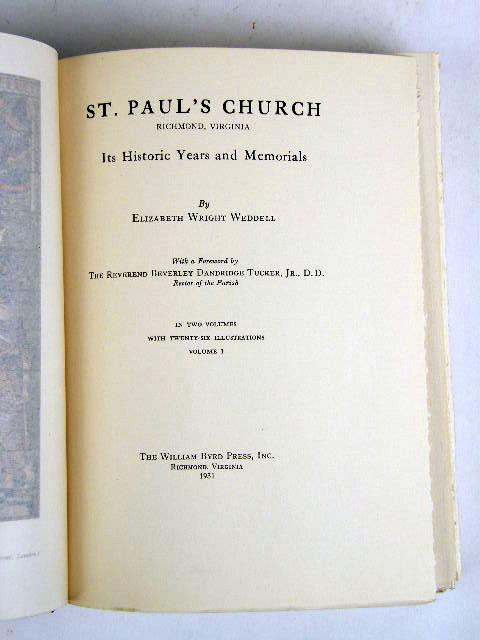 ST. PAUL'S CHURCH
RICHMOND, VIRGINIA
Its Historic Years and Memorials
By
ELIZABETH WRIGHT WEDDELL
With a Foreword by
THE REVEREND BEVERLEY DANDRIDGE TUCKER, JR., D.D.
Rector of the Parish
IN TWO VOLUMES
WITH TWENTY-SIX ILLUSTRATIONS
VOLUME I
THE WILLIAM BYRD PRESS, INC.
RICHMOND, VIRGINIA
1931
London)